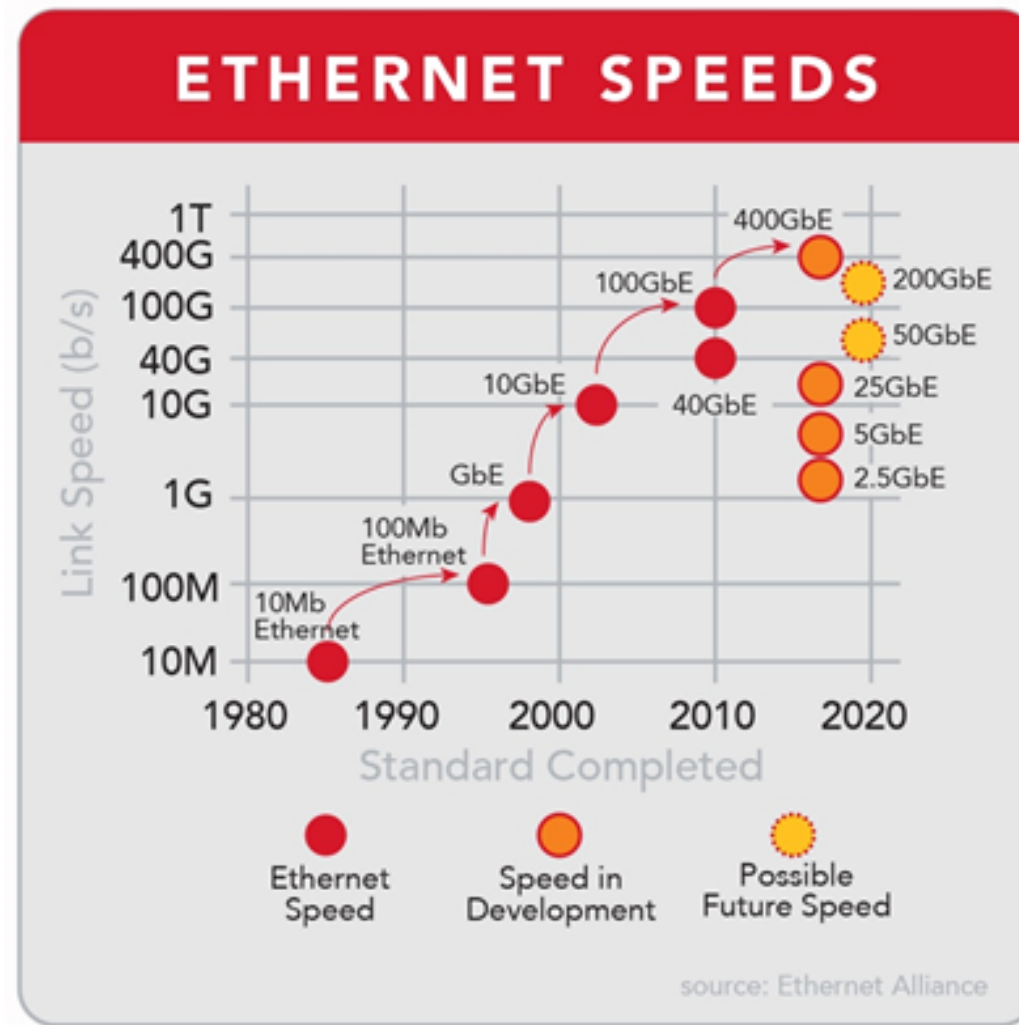 ETHERNET SPEEDS
Link Speed (b/s)
1T
400G
100G
40G
10G
1G
100M
10M
400GbE
100GbE
200GbE
50GbE
10GbE
40GbE
25GbE
5GbE
2.5GbE
GbE
100Mb
Ethernet
10Mb
Ethernet
1980
1990
2000
2010
2020
Standard Completed
Ethernet
Speed
Speed in
Development
Possible
Future Speed
source: Ethernet Alliance